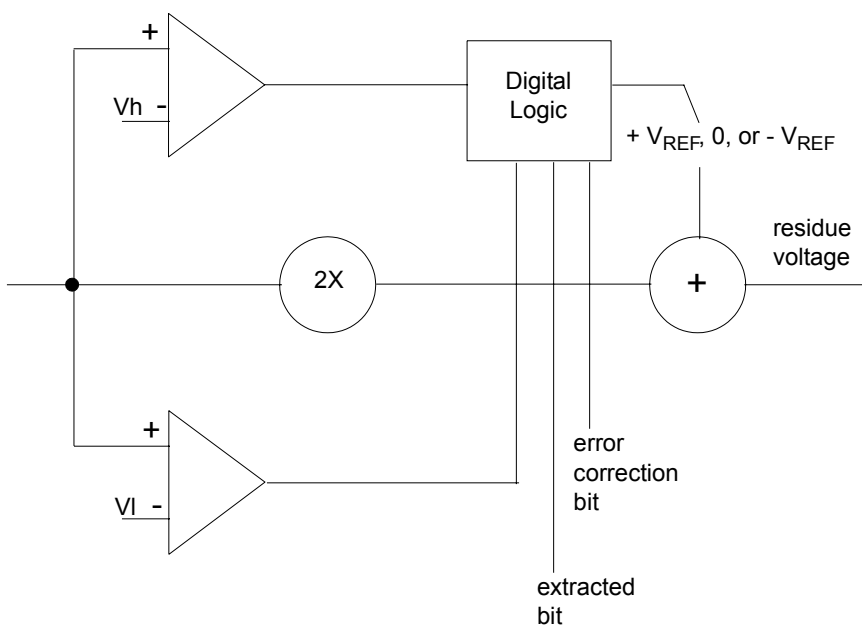 +
Vh -
Digital
Logic
+ VREF, 0, or - VREF
residue
voltage
2X
+
+
Vl -
error
correction
bit
extracted
bit